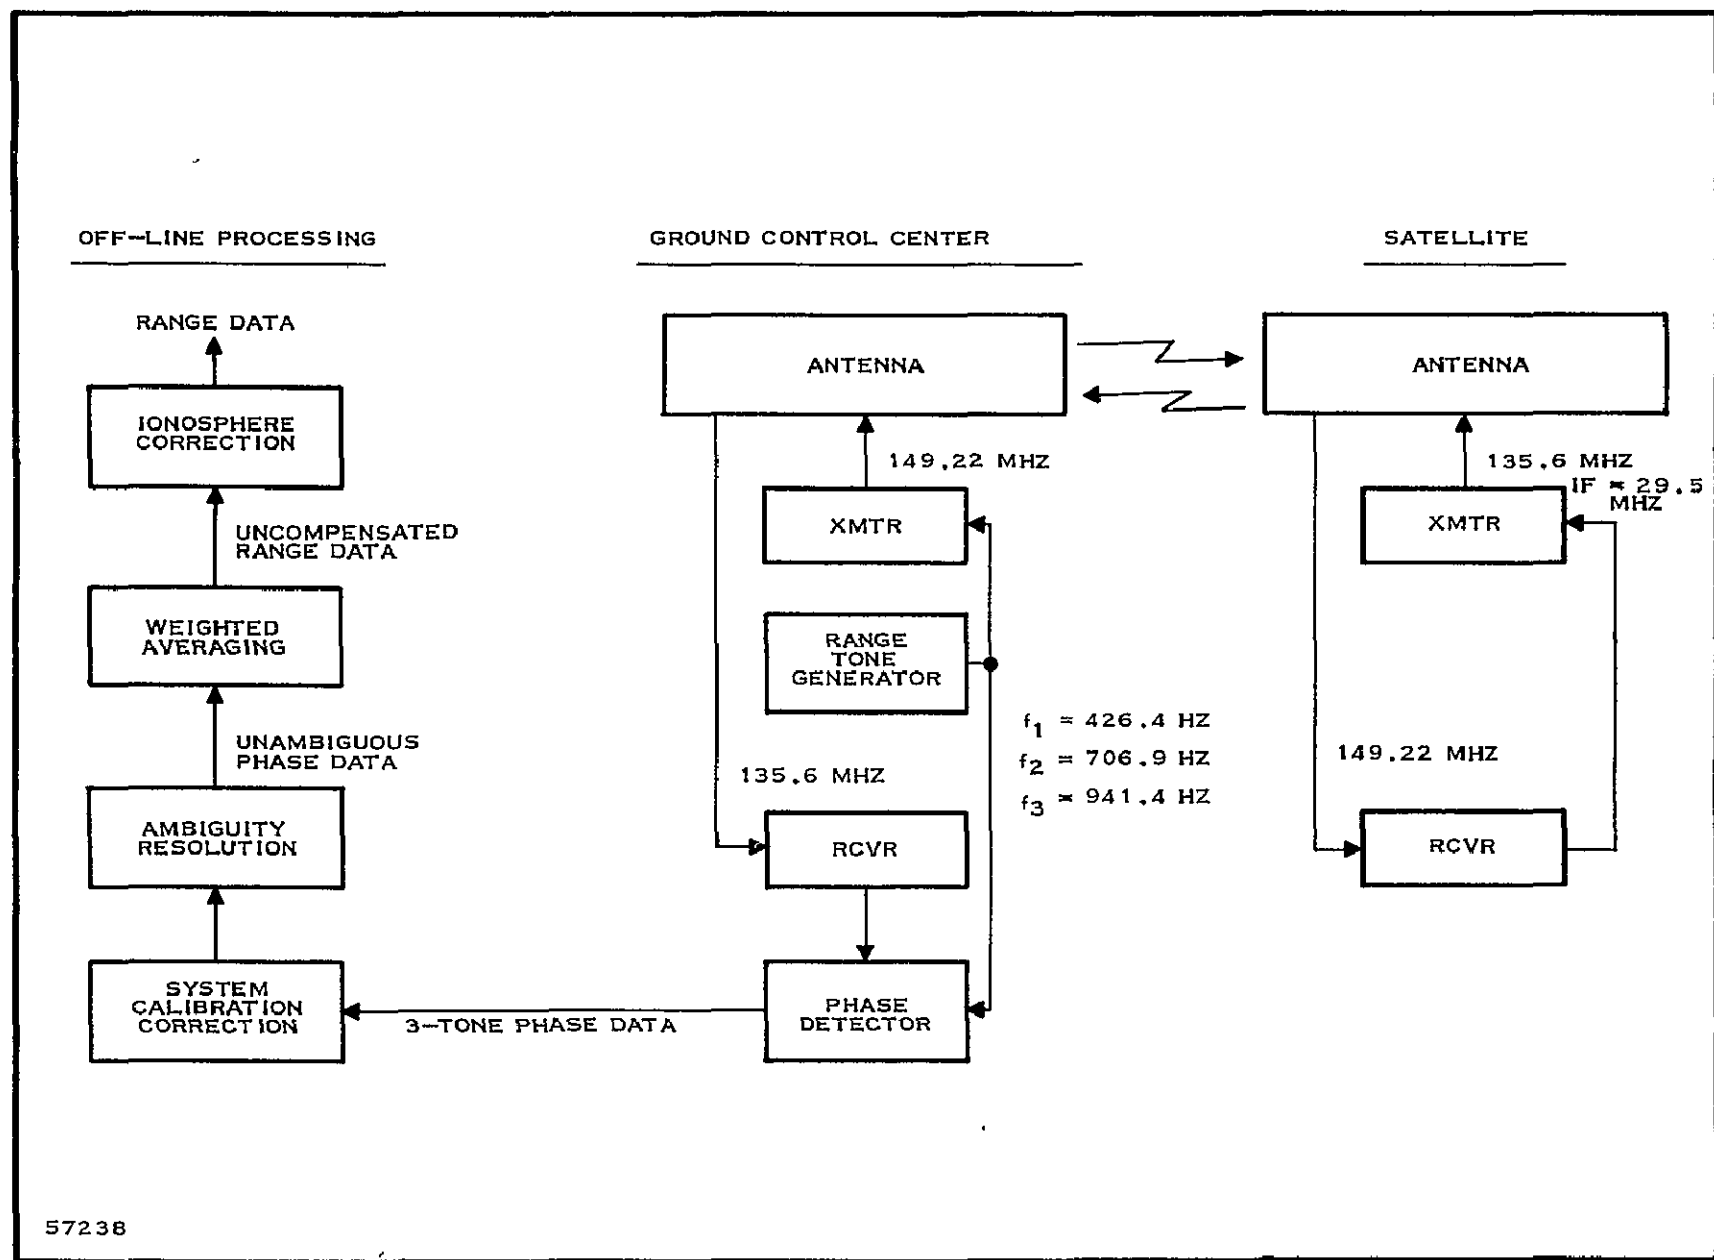 OFF-LINE PROCESSING
RANGE DATA
IONOSPHERE
CORRECTION
UNCOMPENSATED
RANGE DATA
WEIGHTED
AVERAGING
UNAMBIGUOUS
PHASE DATA
AMBIGUITY
RESOLUTION
SYSTEM
CALIBRATION
CORRECTION
3-TONE PHASE DATA
GROUND CONTROL CENTER
ANTENNA
149.22 MHZ
XMTR
RANGE
TONE
GENERATOR
f1 = 426.4 HZ
f2 = 706.9 HZ
f3 = 941.4 HZ
135.6 MHZ
RCVR
PHASE
DETECTOR
SATELLITE
ANTENNA
135.6 MHZ
IF = 29.5
MHZ
XMTR
149.22 MHZ
RCVR
57238